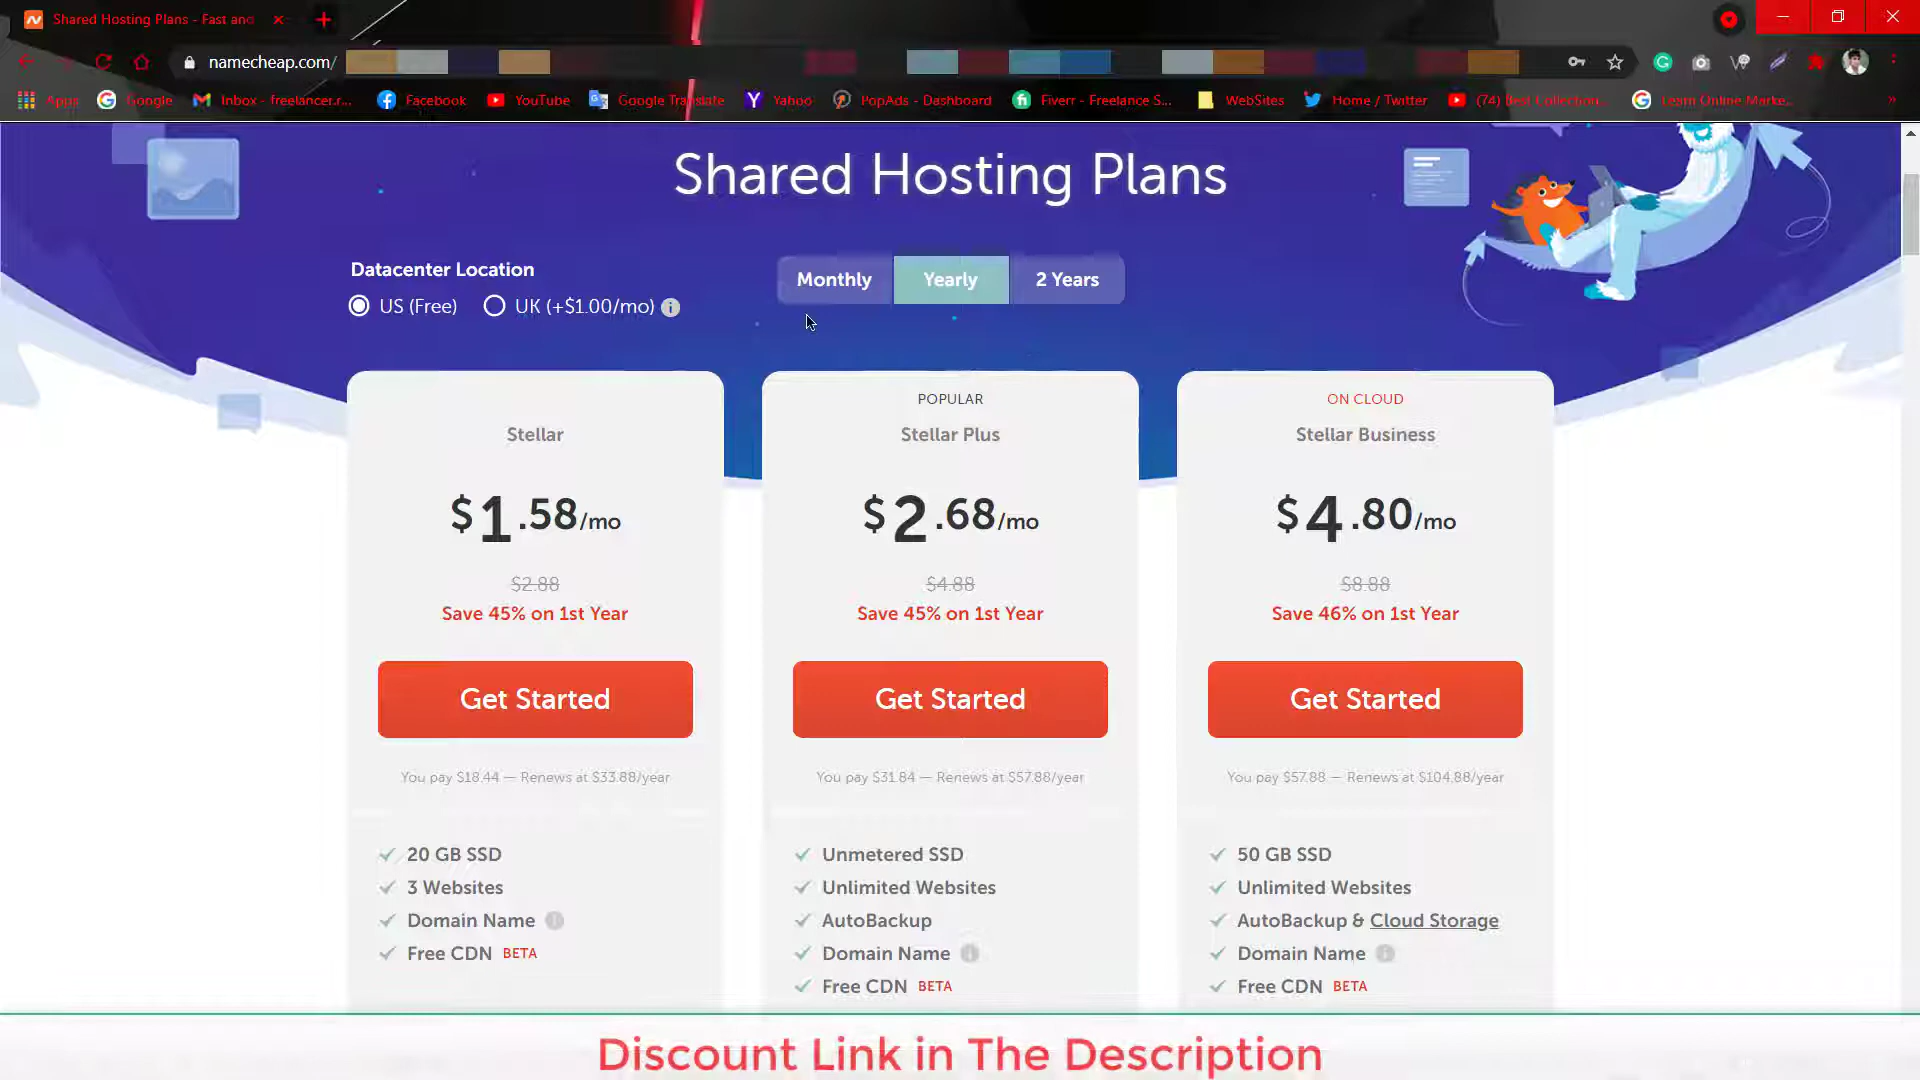 Shared Hosting Plans - Fast and
namecheap.com/
Apps Google Inbox - freelancer.r... Facebook YouTube Google Translate Yahoo PopAds - Dashboard Fiverr - Freelance S... WebSites Home / Twitter (74) Best Collection... Learn Online Marke... »
Shared Hosting Plans
Datacenter Location
US (Free) UK (+$1.00/mo)
Monthly Yearly 2 Years
Stellar
$1.58/mo
$2.88
Save 45% on 1st Year
Get Started
You pay $18.44 — Renews at $33.88/year
20 GB SSD
3 Websites
Domain Name
Free CDN BETA
POPULAR
Stellar Plus
$2.68/mo
$4.88
Save 45% on 1st Year
Get Started
You pay $31.84 — Renews at $57.88/year
Unmetered SSD
Unlimited Websites
AutoBackup
Domain Name
Free CDN BETA
ON CLOUD
Stellar Business
$4.80/mo
$8.88
Save 46% on 1st Year
Get Started
You pay $57.88 — Renews at $104.88/year
50 GB SSD
Unlimited Websites
AutoBackup & Cloud Storage
Domain Name
Free CDN BETA
Discount Link in The Description